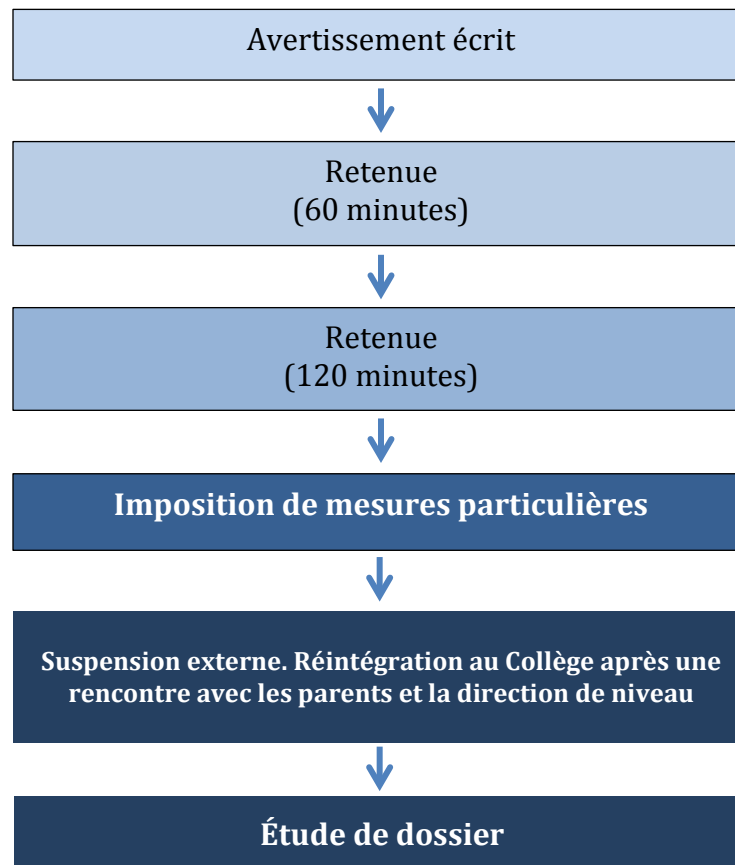 Avertissement écrit
Retenue
(60 minutes)
Retenue
(120 minutes)
Imposition de mesures particulières
Suspension externe. Réintégration au Collège après une
rencontre avec les parents et la direction de niveau
Étude de dossier